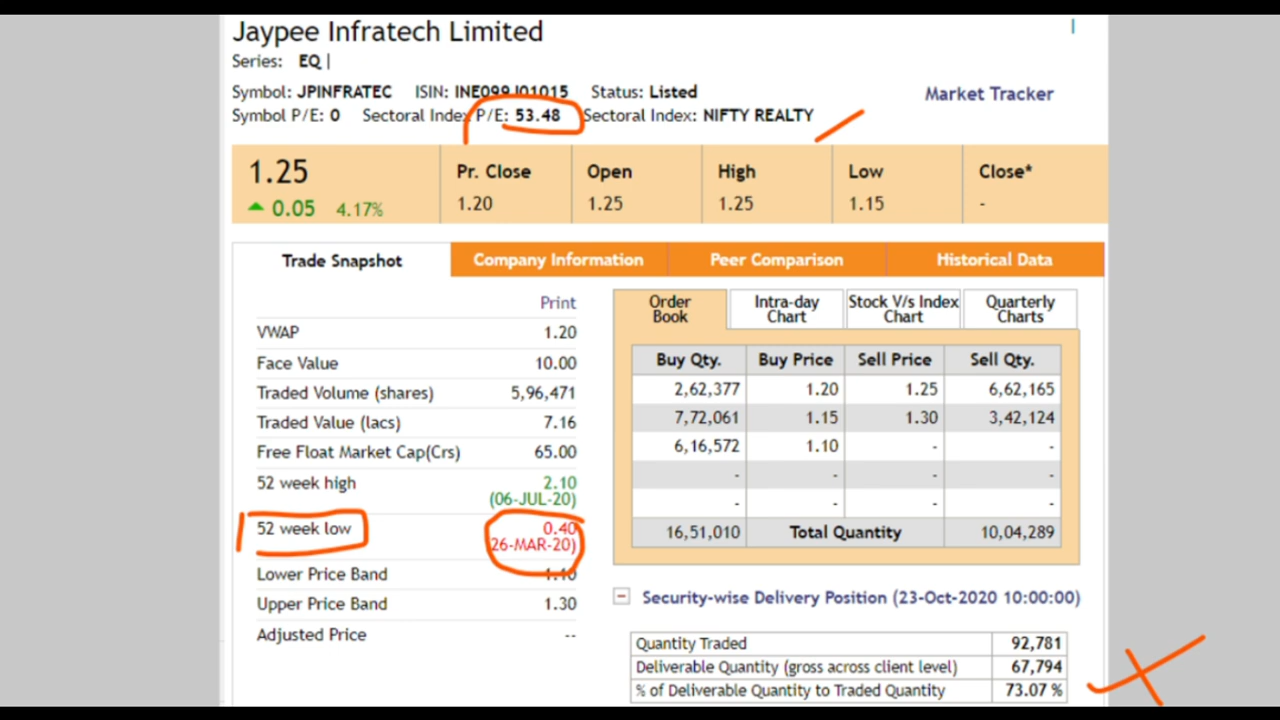 Jaypee Infratech Limited
Series: EQ |
Symbol: JPINFRATEC ISIN: INE099J01015 Status: Listed
Market Tracker
Symbol P/E: 0 Sectoral Index P/E: 53.48 Sectoral Index: NIFTY REALTY
1.25 Pr. Close Open High Low Close*
0.05 4.17% 1.20 1.25 1.25 1.15 -
Trade Snapshot Company Information Peer Comparison Historical Data
Print
VWAP 1.20
Face Value 10.00
Traded Volume (shares) 5,96,471
Traded Value (lacs) 7.16
Free Float Market Cap(Crs) 65.00
52 week high 2.10
(06-JUL-20)
52 week low 0.40
26-MAR-20)
Lower Price Band 1.10
Upper Price Band 1.30
Adjusted Price --
Order Book Intra-day Chart Stock V/s Index Chart Quarterly Charts
Buy Qty. Buy Price Sell Price Sell Qty.
2,62,377 1.20 1.25 6,62,165
7,72,061 1.15 1.30 3,42,124
6,16,572 1.10 - -
- - - -
- - - -
16,51,010 Total Quantity 10,04,289
Security-wise Delivery Position (23-Oct-2020 10:00:00)
Quantity Traded 92,781
Deliverable Quantity (gross across client level) 67,794
% of Deliverable Quantity to Traded Quantity 73.07 %